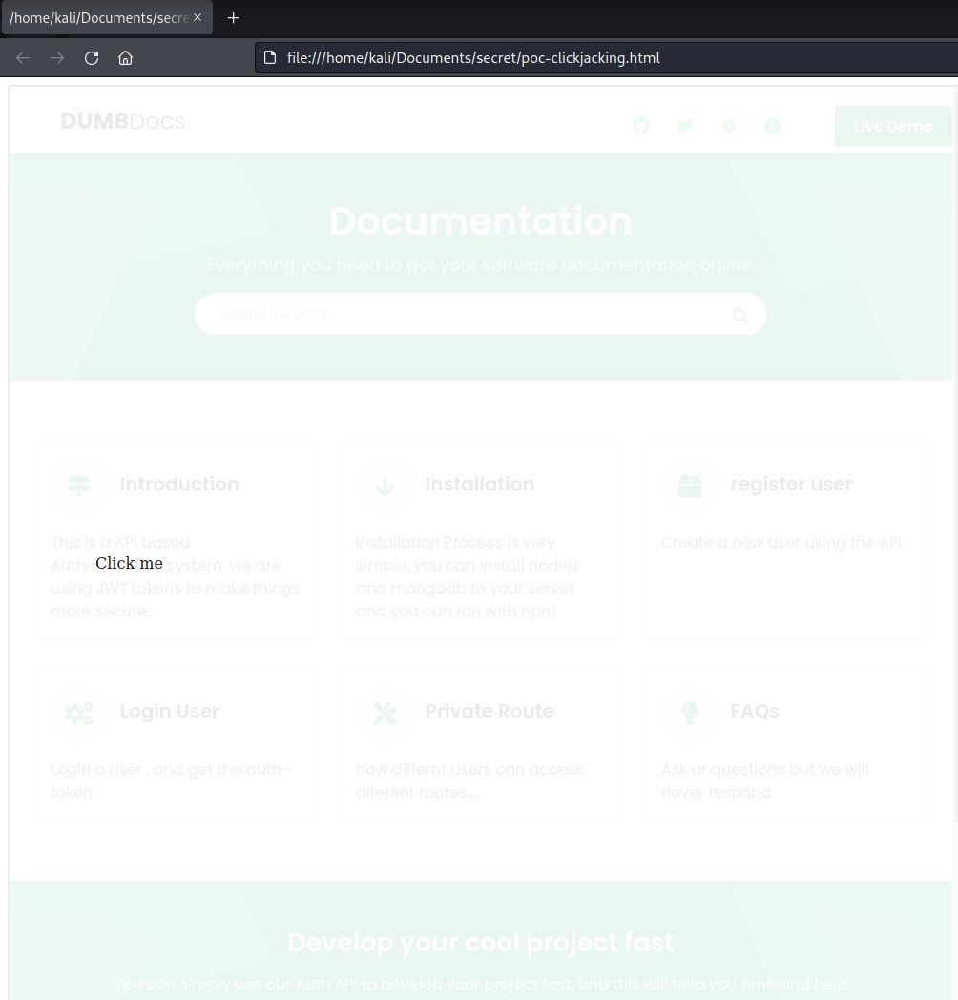 /home/kali/Documents/secre
file:///home/kali/Documents/secret/poc-clickjacking.html
DUMBDocs
Live Demo
Documentation
Everything you need to get your software documentation online.
Search the docs...
Introduction
This is a API based
Authe Click me system. we are
using JWT tokens to make things
more secure...
Installation
Installation Process is very
simple, you can install nodejs
and mongodb to your server
and you can run with npm
register user
Create a new user using the API
Login User
Login a user , and get the auth-
token
Private Route
how differnt users can access
diferent routes...
FAQs
Ask ur questions but we will
never respond
Develop your cool project fast
You can simply use our Auth API to develop your project fast, and this will help you time and help